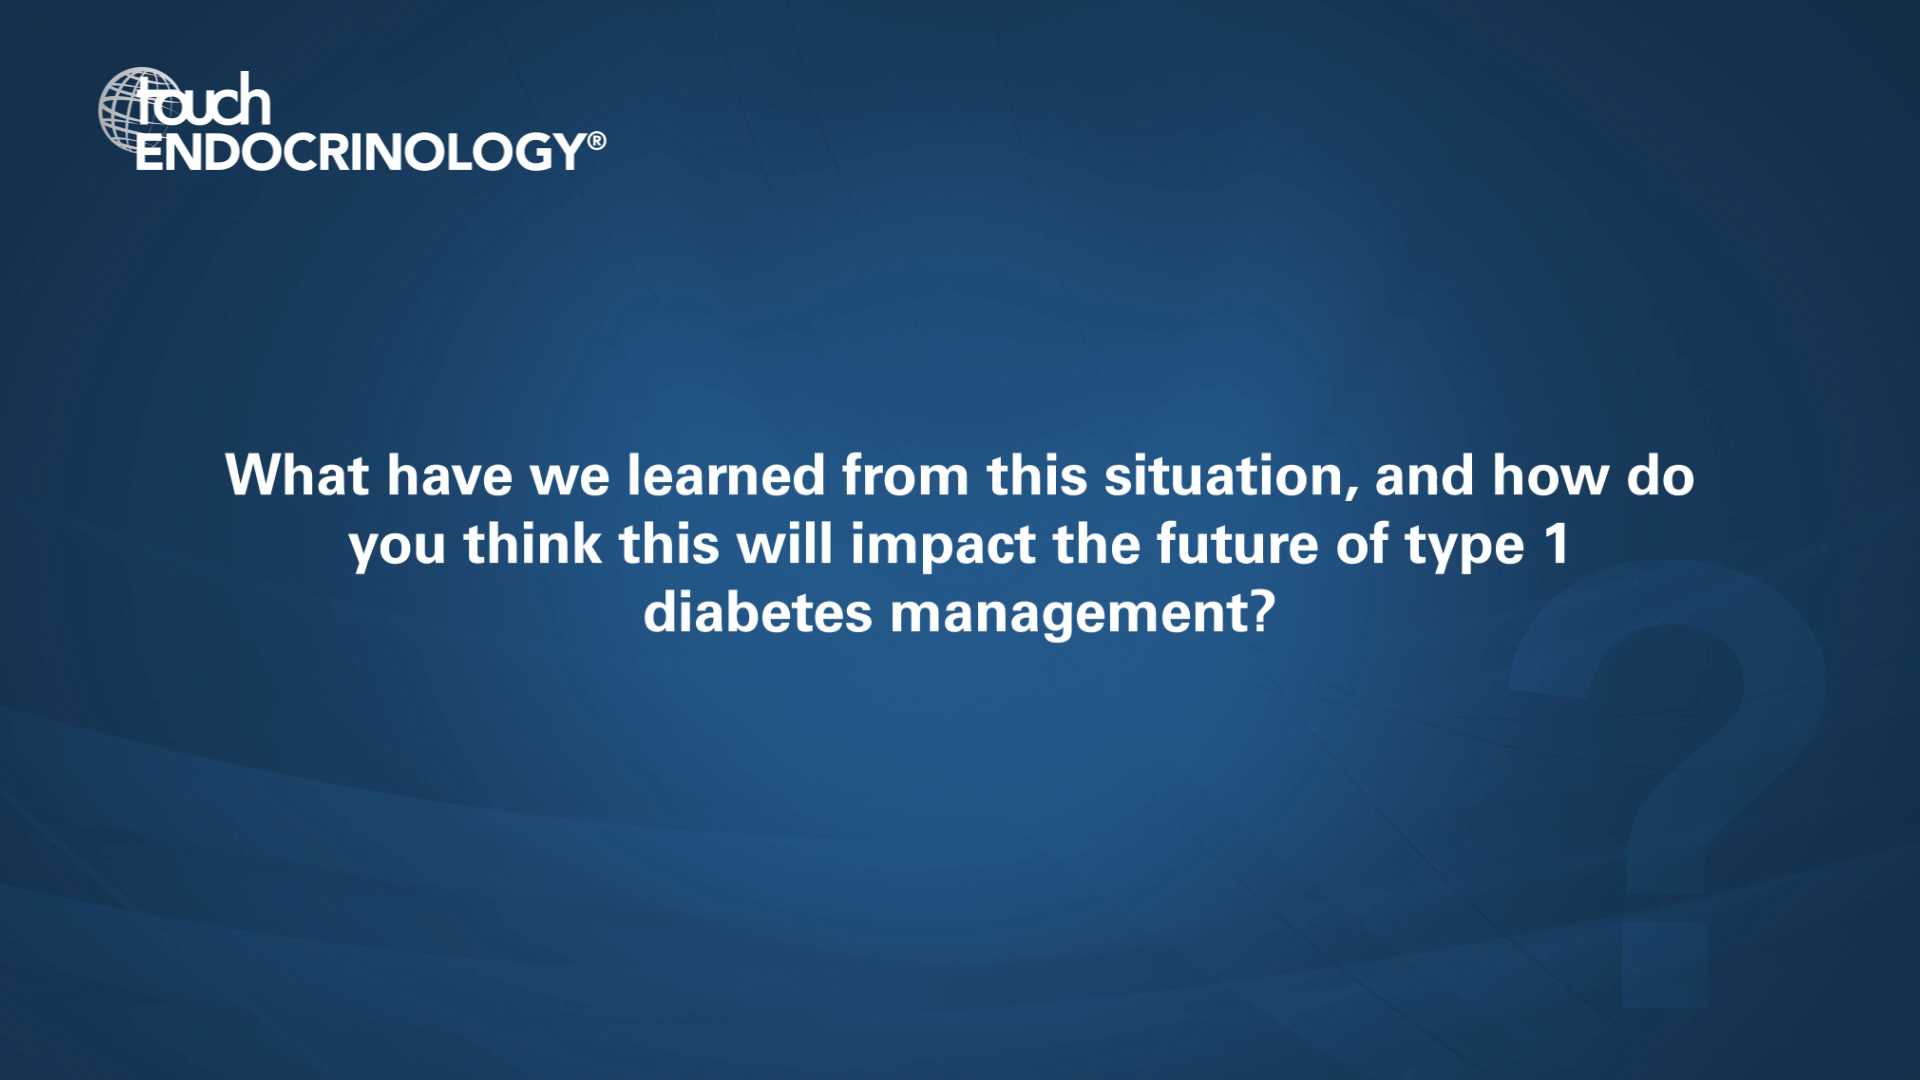 touch
ENDOCRINOLOGY®
What have we learned from this situation, and how do
you think this will impact the future of type 1
diabetes management?
?